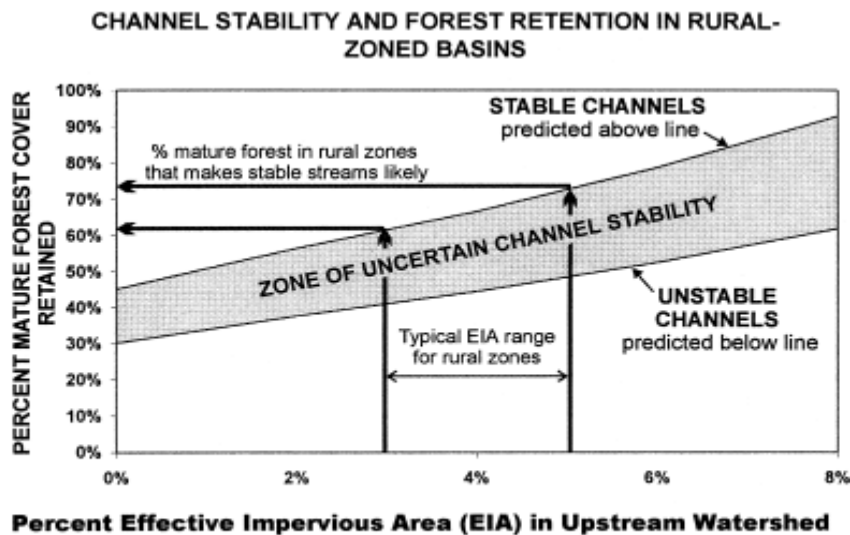 CHANNEL STABILITY AND FOREST RETENTION IN RURAL-
ZONED BASINS
PERCENT MATURE FOREST COVER
RETAINED
100%
90%
80%
70%
60%
50%
40%
30%
20%
10%
0%
STABLE CHANNELS
predicted above line
% mature forest in rural zones
that makes stable streams likely
ZONE OF UNCERTAIN CHANNEL STABILITY
UNSTABLE
CHANNELS
predicted below line
Typical EIA range
for rural zones
0%
2%
4%
6%
8%
Percent Effective Impervious Area (EIA) in Upstream Watershed